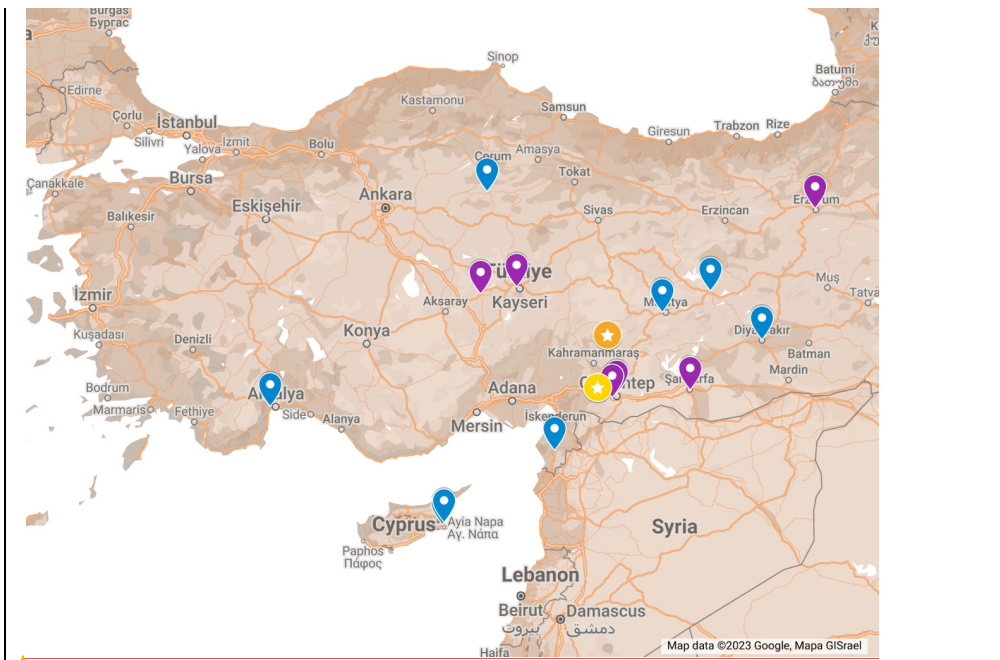 Burgas
Бургас
Sinop
Batumi
ბათუმი
Edirne
Kastamonu
Samsun
Çorlu
İstanbul
Trabzon
Rize
Giresun
Silivri
Yalova
İzmit
Bolu
Amasya
Çorum
Tokat
Bursa
Çanakkale
Ankara
Eskişehir
Balıkesir
Sivas
Erzincan
Kayseri
Muş
İzmir
Aksaray
Konya
Kuşadası
Denizli
Kahramanmaraş
Batman
Mardin
Bodrum
Adana
Marmaris
Fethiye
Side
Alanya
Mersin
İskenderun
Cyprus
Ayia Napa
Αγ. Νάπα
Syria
Paphos
Πάφος
Lebanon
Beirut
بيروت
Damascus
دمشق
Haifa
Map data ©2023 Google, Mapa GISrael